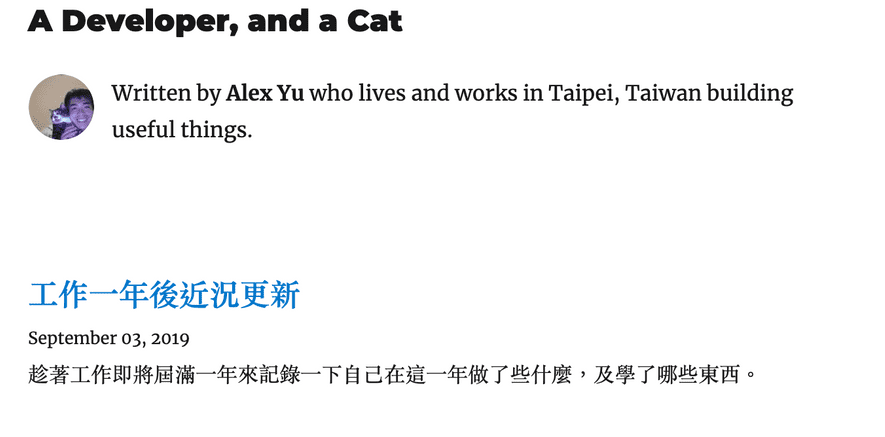 A Developer, and a Cat
Written by Alex Yu who lives and works in Taipei, Taiwan building
useful things.
工作一年後近況更新
September 03, 2019
趁著工作即將屆滿一年來記錄一下自己在這一年做了些什麼，及學了哪些東西。